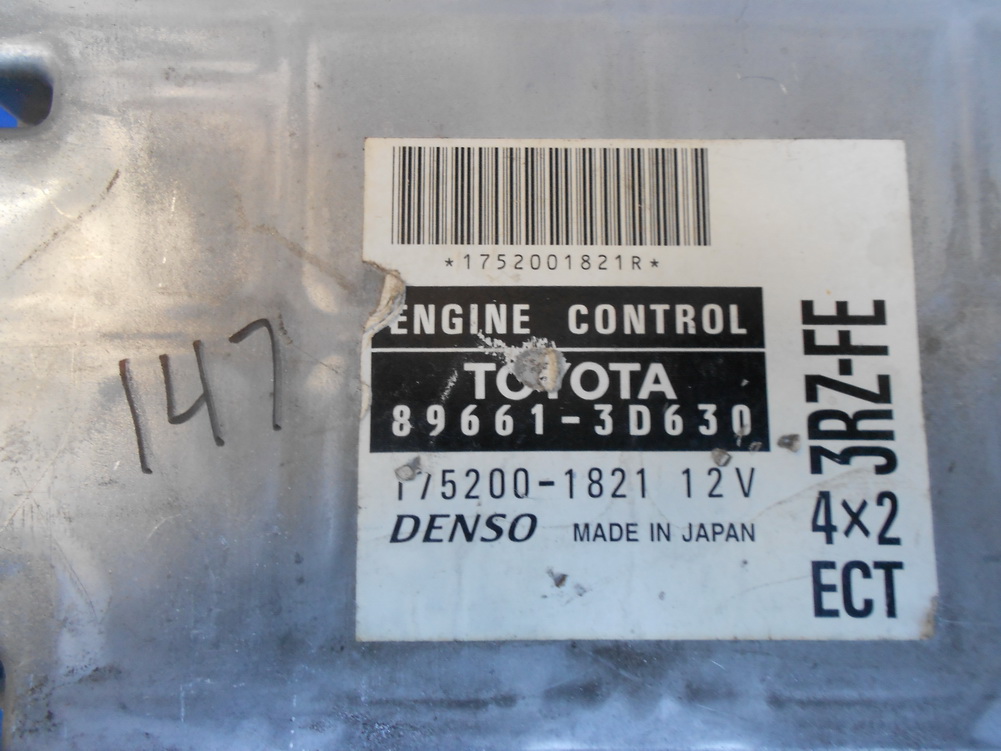 *1752001821R*
ENGINE CONTROL
TOYOTA
89661-3D630
175200-1821 12V
DENSO MADE IN JAPAN
3RZ-FE
4×2
ECT
147